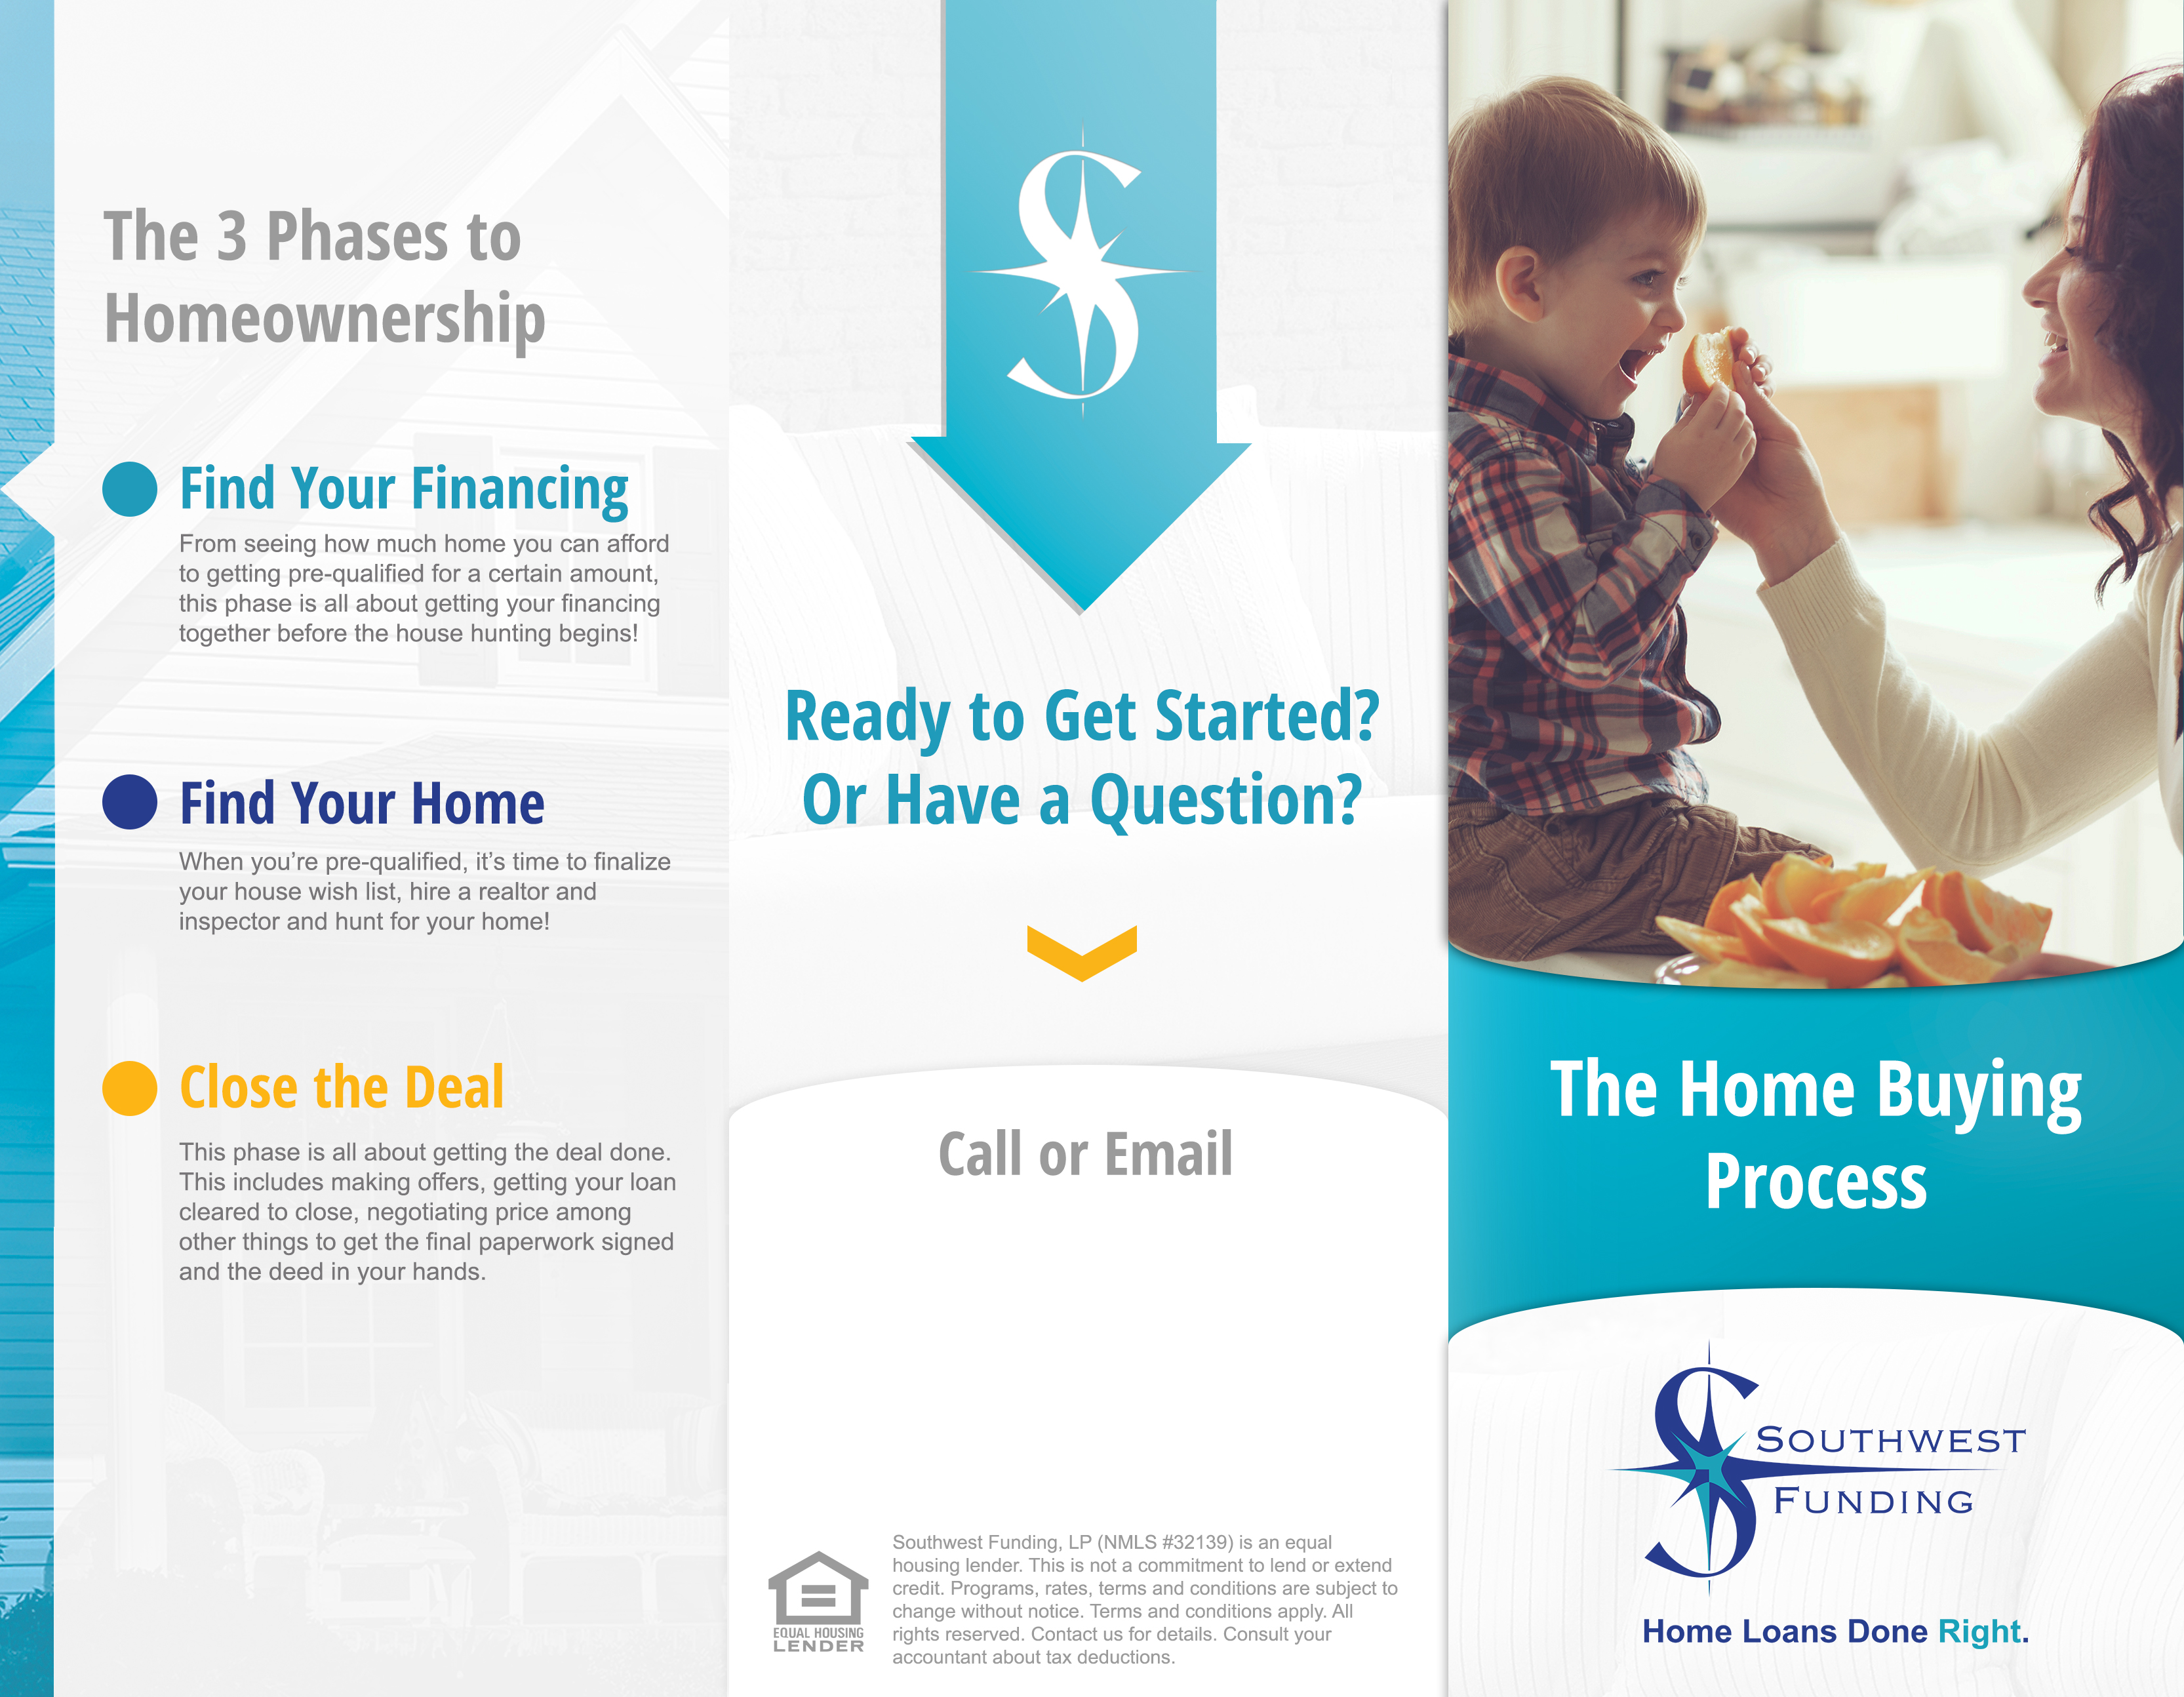 The 3 Phases to
Homeownership
Find Your Financing
From seeing how much home you can afford
to getting pre-qualified for a certain amount,
this phase is all about getting your financing
together before the house hunting begins!
Find Your Home
When you’re pre-qualified, it’s time to finalize
your house wish list, hire a realtor and
inspector and hunt for your home!
Close the Deal
This phase is all about getting the deal done.
This includes making offers, getting your loan
cleared to close, negotiating price among
other things to get the final paperwork signed
and the deed in your hands.
S
Ready to Get Started?
Or Have a Question?
Call or Email
EQUAL HOUSING
LENDER
Southwest Funding, LP (NMLS #32139) is an equal
housing lender. This is not a commitment to lend or extend
credit. Programs, rates, terms and conditions are subject to
change without notice. Terms and conditions apply. All
rights reserved. Contact us for details. Consult your
accountant about tax deductions.
The Home Buying
Process
S
SOUTHWEST
FUNDING
Home Loans Done Right.